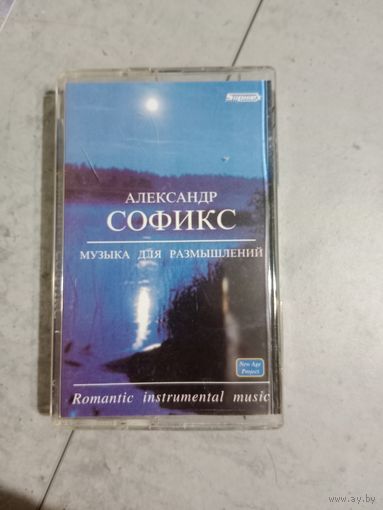 АЛЕКСАНДР
СОФИКС
МУЗЫКА ДЛЯ РАЗМЫШЛЕНИЙ
New Age
Project
Romantic instrumental music
www.ay.by